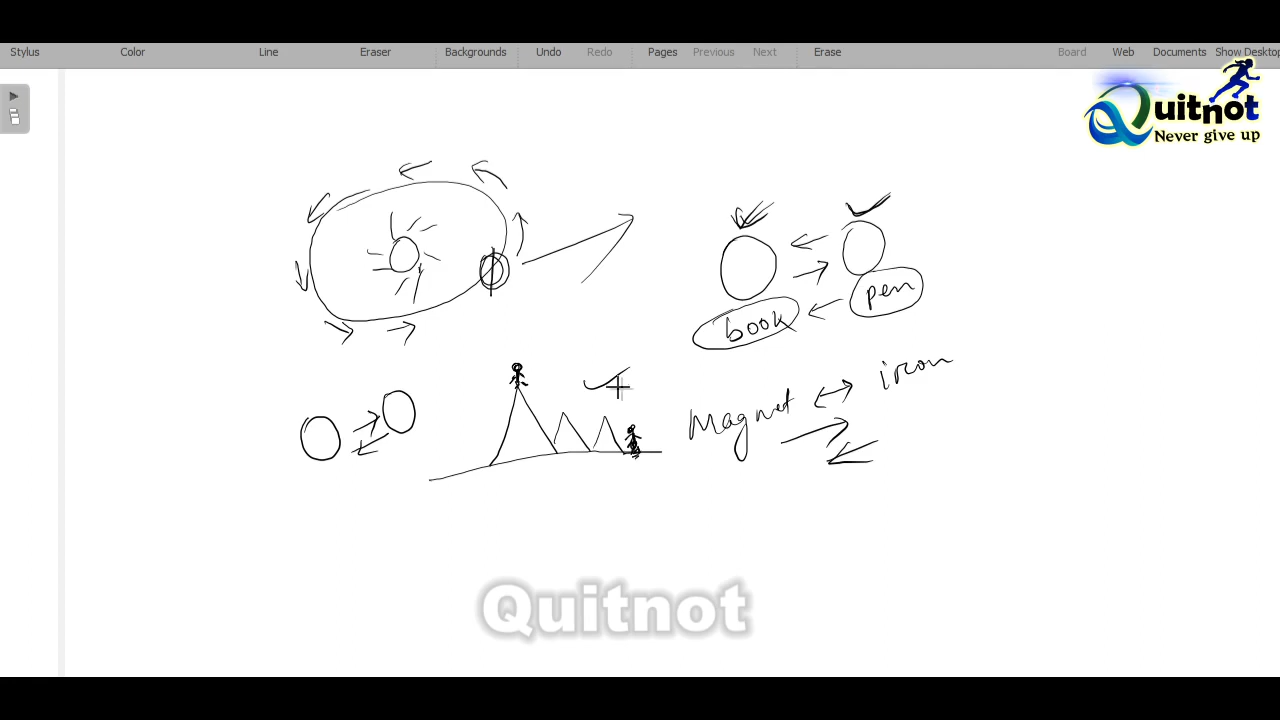 Stylus Color Line Eraser Backgrounds Undo Redo Pages Previous Next Erase Board Web Documents Show Desktop
Quitnot
Never give up
pen
book
Magnet iron
Quitnot